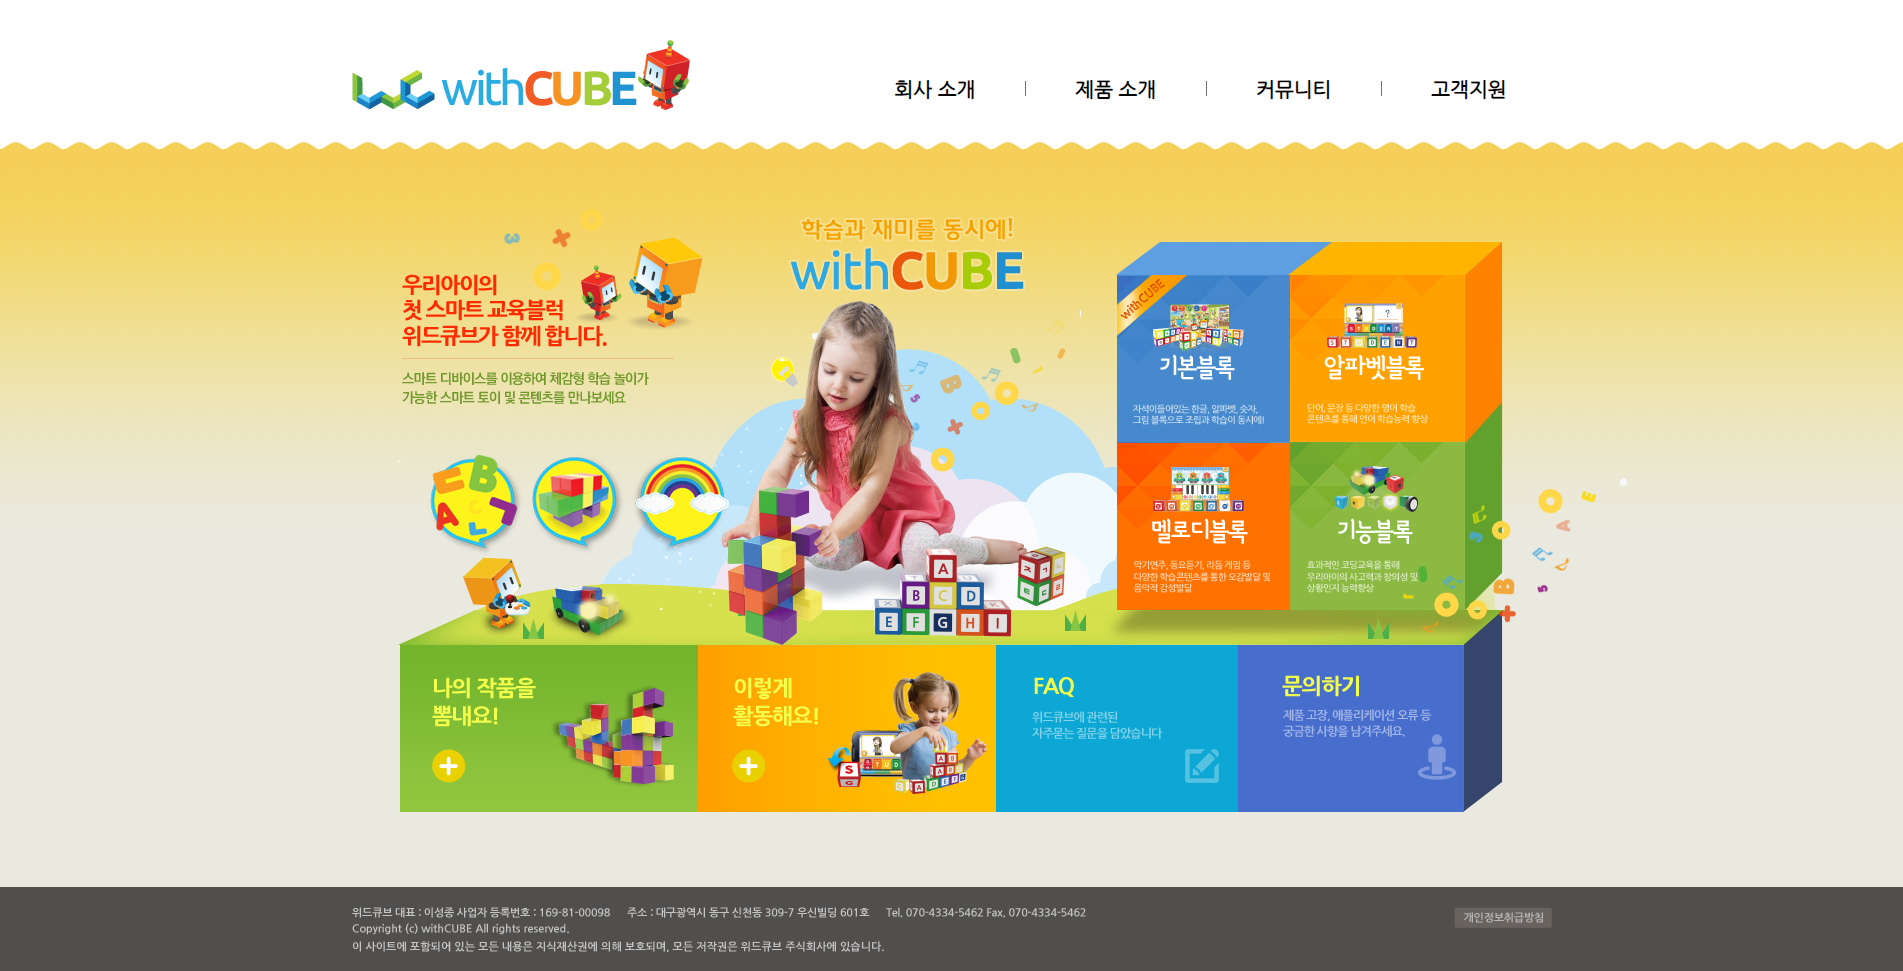 withCUBE
회사 소개
제품 소개
커뮤니티
고객지원
학습과 재미를 동시에!
withCUBE
우리아이의
첫 스마트 교육블럭
위드큐브가 함께 합니다.
스마트 디바이스를 이용하여 체감형 학습 놀이가
가능한 스마트 토이 및 콘텐츠를 만나보세요
withCUBE
기본블록
자석이들어있는 한글, 알파벳, 숫자,
그림 블록으로 조립과 학습이 동시에!
알파벳블록
단어, 문장 등 다양한 영어 학습
콘텐츠를 통해 언어 학습능력 향상
멜로디블록
악기연주, 동요듣기, 리듬 게임 등
다양한 학습콘텐츠를 통한 오감발달 및
음악적 감성발달
기능블록
효과적인 코딩교육을 통해
우리아이의 사고력과 창의성 및
상황인지 능력향상
A
B C D
E F G H I
나의 작품을
뽐내요!
이렇게
활동해요!
FAQ
위드큐브에 관련된
자주묻는 질문을 담았습니다
문의하기
제품 고장, 애플리케이션 오류 등
궁금한 사항을 남겨주세요.
위드큐브 대표 : 이성종 사업자 등록번호 : 169-81-00098 주소 : 대구광역시 동구 신천동 309-7 우신빌딩 601호 Tel. 070-4334-5462 Fax. 070-4334-5462
Copyright (c) withCUBE All rights reserved.
이 사이트에 포함되어 있는 모든 내용은 지식재산권에 의해 보호되며, 모든 저작권은 위드큐브 주식회사에 있습니다.
개인정보취급방침